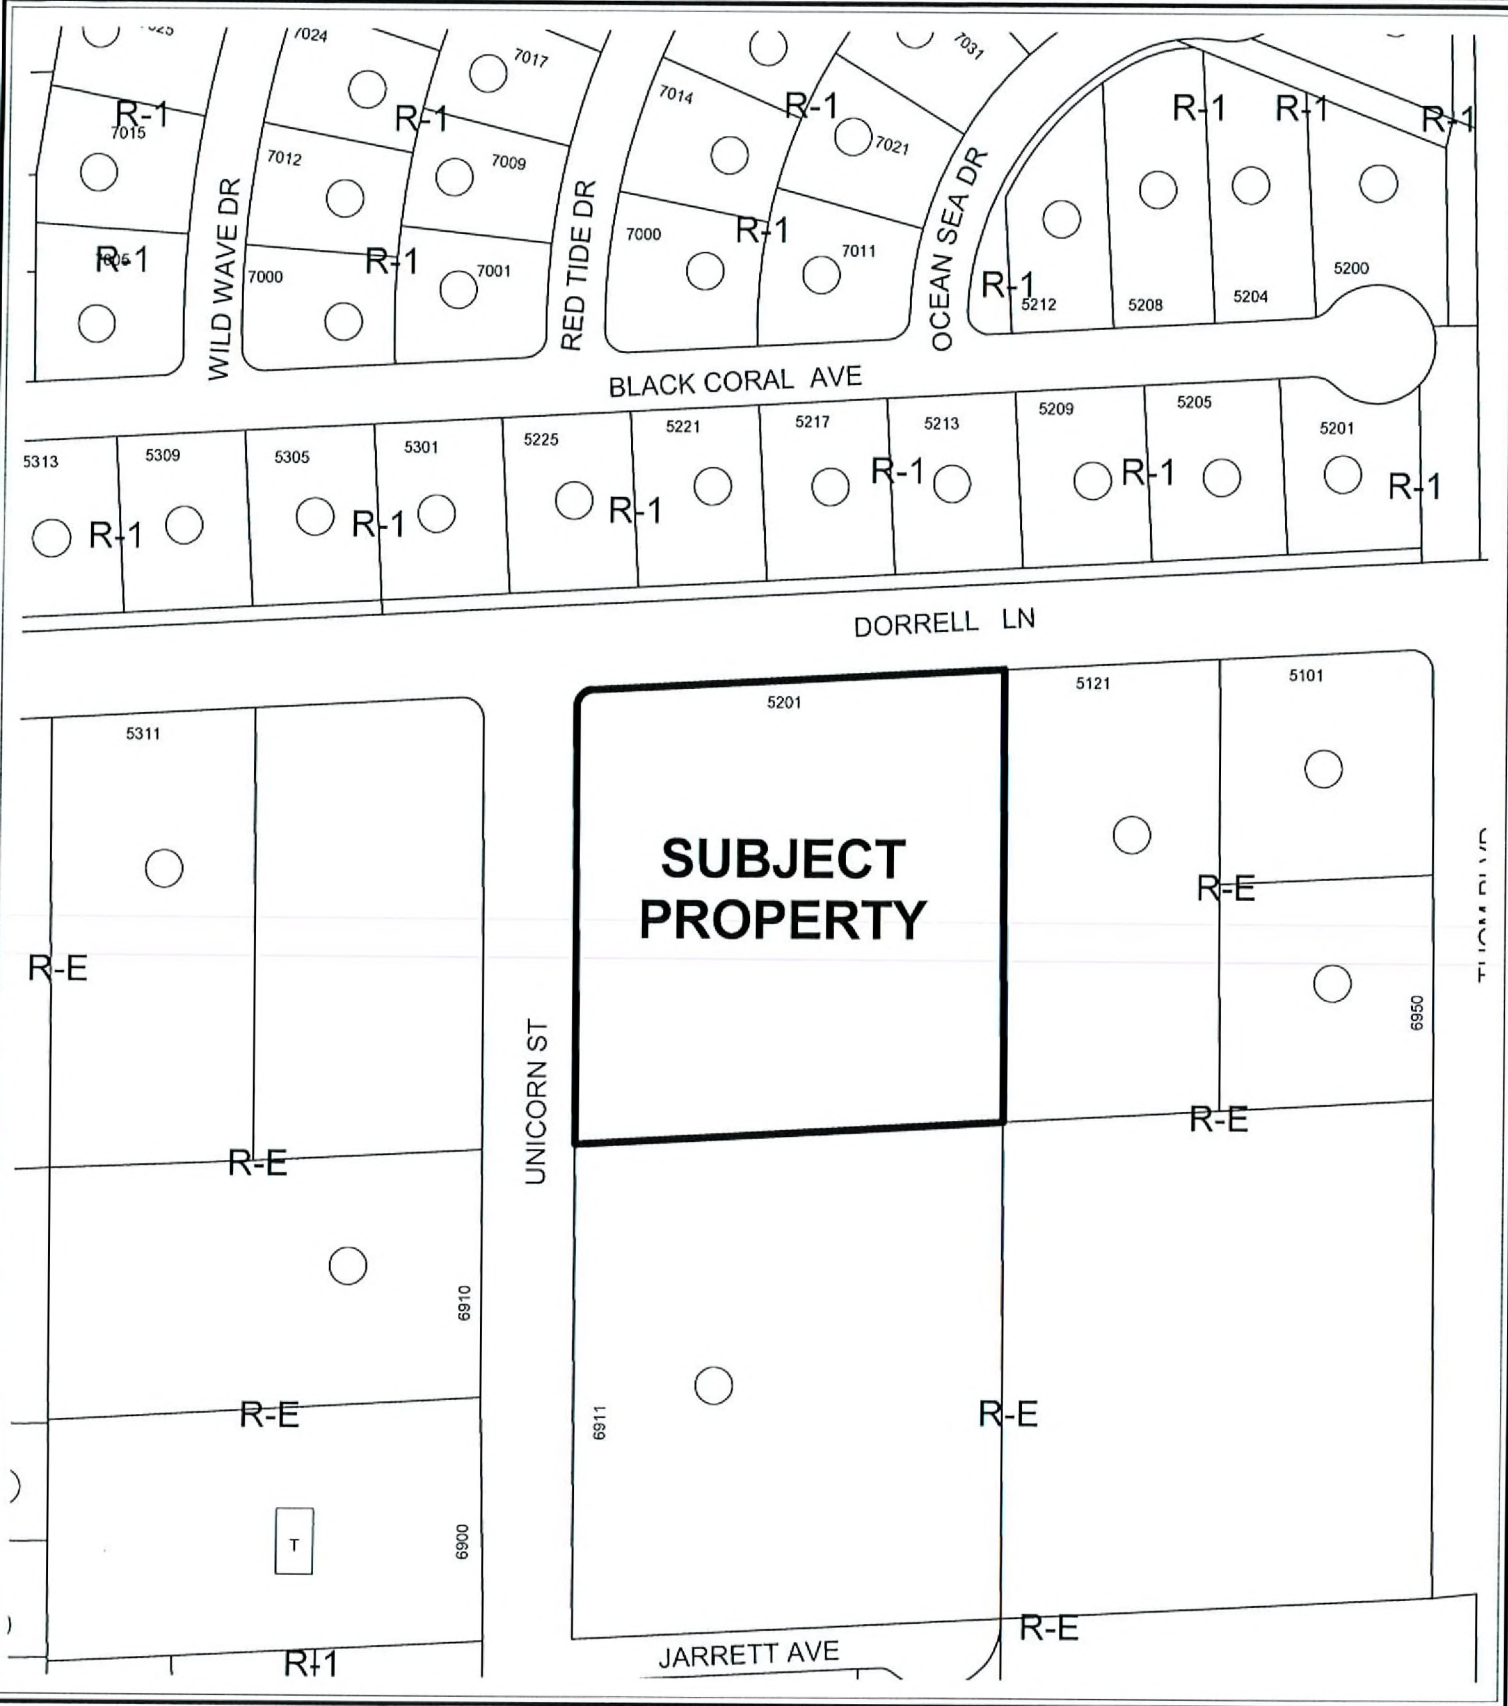 7024
7017
7031
7014
R-1
7015
R-1
R-1
7021
R-1
R-1
R-1
7012
7009
WILD WAVE DR
RED TIDE DR
OCEAN SEA DR
R-1
R-1
7000
7001
7000
R-1
7011
R-1
5212
5208
5204
5200
BLACK CORAL AVE
5313
5309
5305
5301
5225
5221
5217
5213
5209
5205
5201
R-1
R-1
R-1
R-1
R-1
R-1
DORRELL LN
5311
5201
5121
5101
SUBJECT
PROPERTY
R-E
R-E
6950
UNICORN ST
R-E
R-E
6910
R-E
6911
R-E
6900
T
R-E
R-1
JARRETT AVE